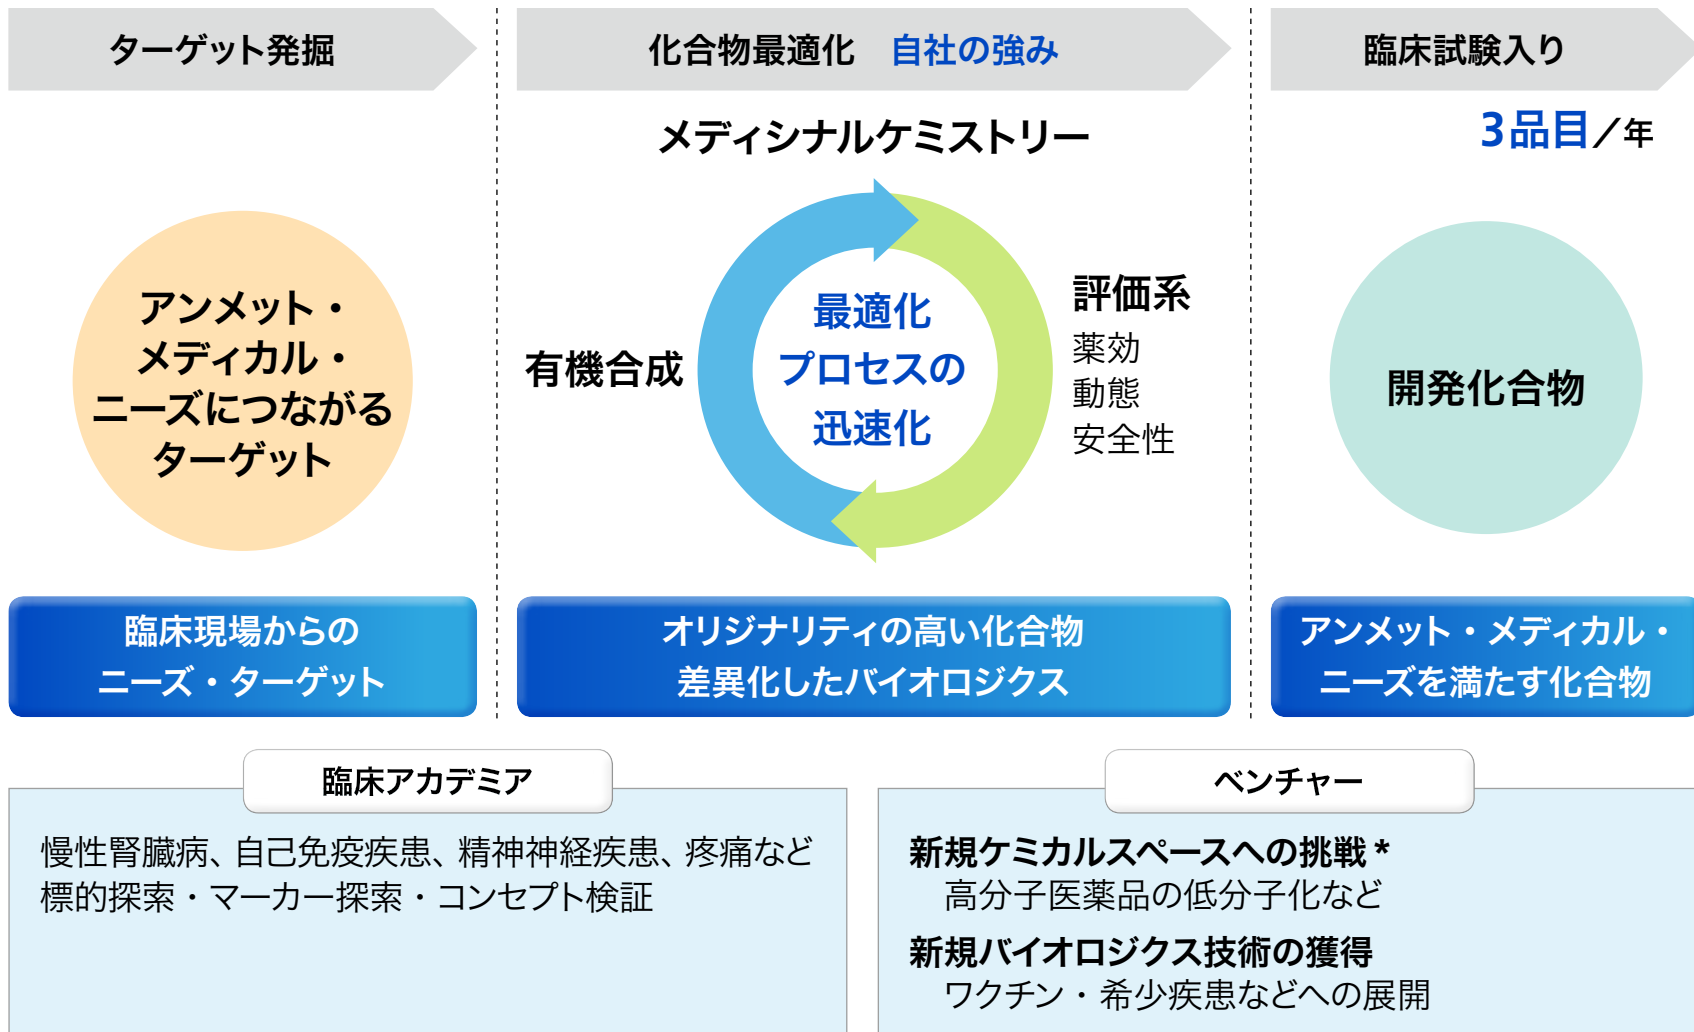 ターゲット発掘
化合物最適化　自社の強み
臨床試験入り
3品目／年
アンメット・
メディカル・
ニーズにつながる
ターゲット
メディシナルケミストリー
有機合成
最適化
プロセスの
迅速化
評価系
薬効
動態
安全性
開発化合物
臨床現場からの
ニーズ・ターゲット
オリジナリティの高い化合物
差異化したバイオロジクス
アンメット・メディカル・
ニーズを満たす化合物
臨床アカデミア
慢性腎臓病、自己免疫疾患、精神神経疾患、疼痛など
標的探索・マーカー探索・コンセプト検証
ベンチャー
新規ケミカルスペースへの挑戦*
高分子医薬品の低分子化など
新規バイオロジクス技術の獲得
ワクチン・希少疾患などへの展開